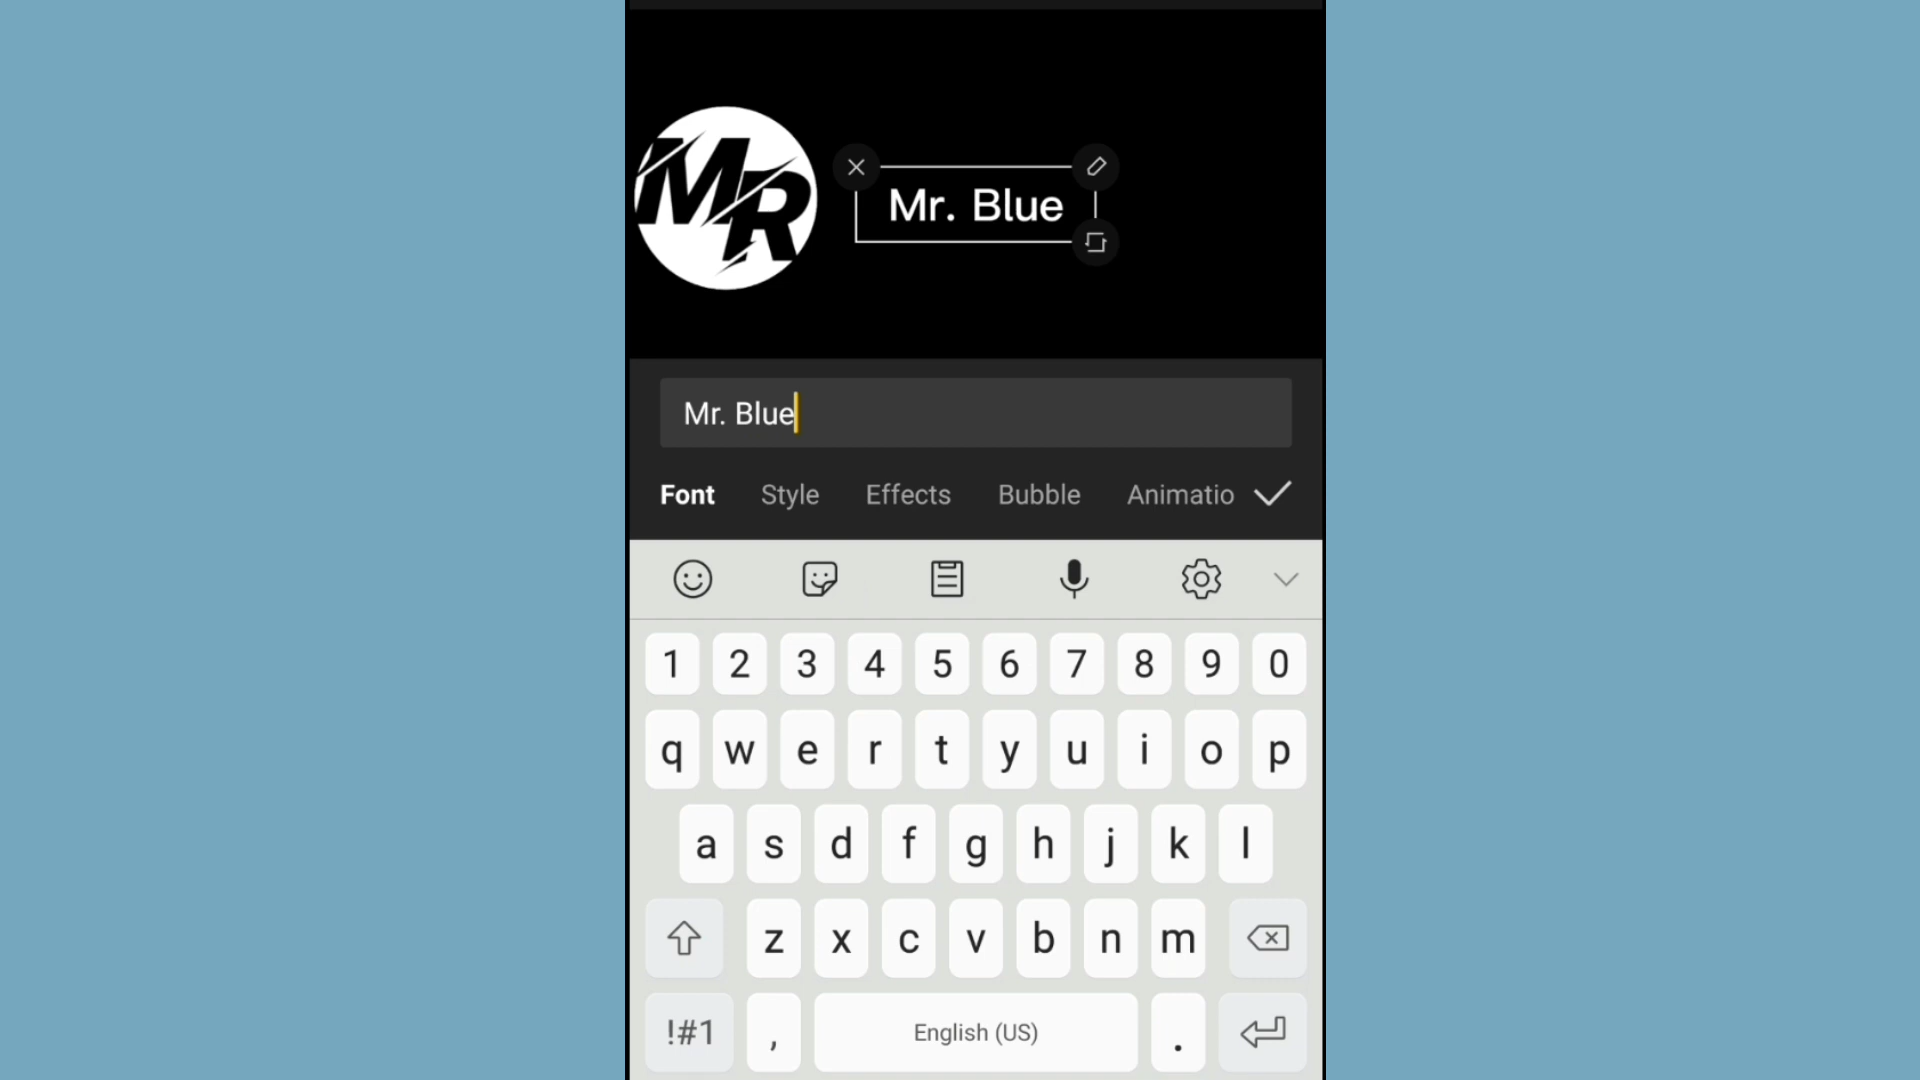 MR
Mr. Blue
Mr. Blue
Font Style Effects Bubble Animatio
1 2 3 4 5 6 7 8 9 0
q w e r t y u i o p
a s d f g h j k l
z x c v b n m
!#1 , English (US) .